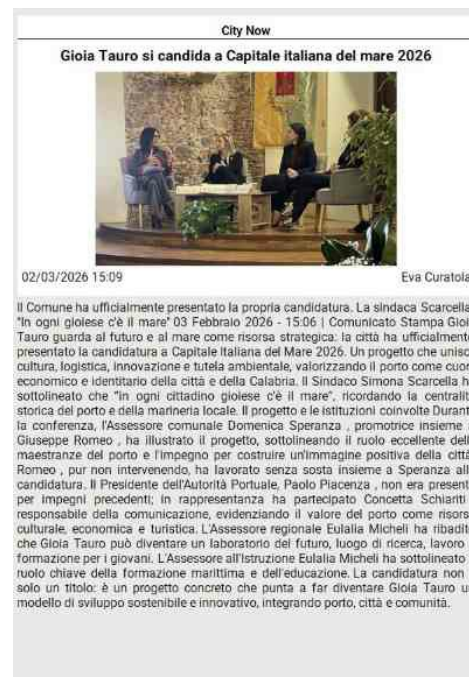 City Now
Gioia Tauro si candida a Capitale italiana del mare 2026
02/03/2026 15:09
Eva Curatola
Il Comune ha ufficialmente presentato la propria candidatura. La sindaca Scarcella
"In ogni gioiese c'è il mare" 03 Febbraio 2026 - 15:06 | Comunicato Stampa Gioi
Tauro guarda al futuro e al mare come risorsa strategica: la città ha ufficialmente
presentato la candidatura a Capitale Italiana del Mare 2026. Un progetto che unisc
cultura, logistica, innovazione e tutela ambientale, valorizzando il porto come cuor
economico e identitario della città e della Calabria. Il Sindaco Simona Scarcella h
sottolineato che "in ogni cittadino gioiese c'è il mare", ricordando la centralit
storica del porto e della marineria locale. Il progetto e le istituzioni coinvolte Durant
la conferenza, l'Assessore comunale Domenica Speranza , promotrice insieme
Giuseppe Romeo , ha illustrato il progetto, sottolineando il ruolo eccellente dell
maestranze del porto e l'impegno per costruire un'immagine positiva della città
Romeo , pur non intervenendo, ha lavorato senza sosta insieme a Speranza all
candidatura. Il Presidente dell'Autorità Portuale, Paolo Piacenza , non era present
per impegni precedenti; in rappresentanza ha partecipato Concetta Schiariti
responsabile della comunicazione, evidenziando il valore del porto come risors
culturale, economica e turistica. L'Assessore regionale Eulalia Micheli ha ribadit
che Gioia Tauro può diventare un laboratorio del futuro, luogo di ricerca, lavoro
formazione per i giovani. L'Assessore all'Istruzione Eulalia Micheli ha sottolineato
ruolo chiave della formazione marittima e dell'educazione. La candidatura non
solo un titolo: è un progetto concreto che punta a far diventare Gioia Tauro u
modello di sviluppo sostenibile e innovativo, integrando porto, città e comunità.